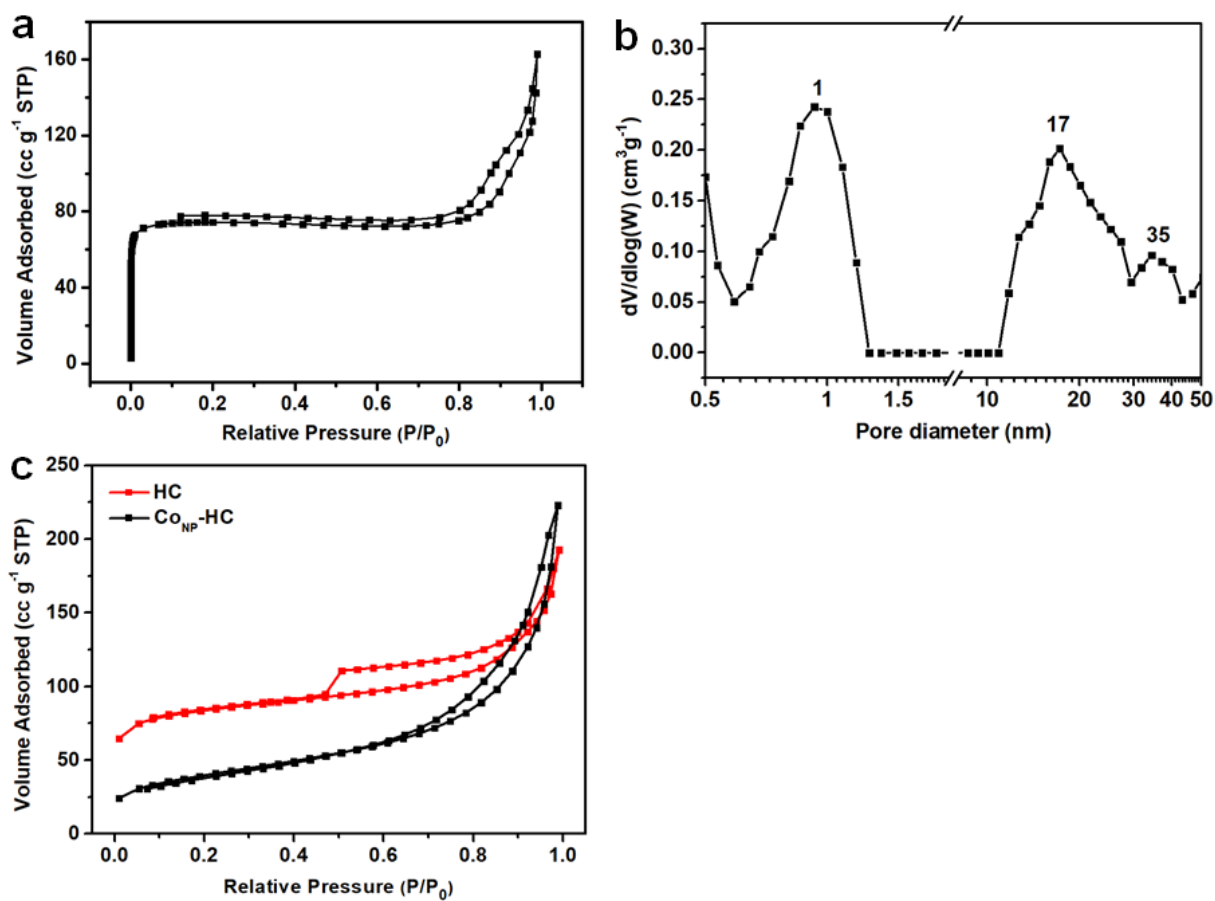 a
160
120
80
40
0
0.0 0.2 0.4 0.6 0.8 1.0
Volume Adsorbed (cc g⁻¹ STP)
Relative Pressure (P/P₀)
b
0.30
0.25
0.20
0.15
0.10
0.05
0.00
1
17
35
0.5 1 1.5 10 20 30 40 50
dV/dlog(W) (cm³g⁻¹)
Pore diameter (nm)
c
250
200
150
100
50
0
HC
Co_NP-HC
0.0 0.2 0.4 0.6 0.8 1.0
Volume Adsorbed (cc g⁻¹ STP)
Relative Pressure (P/P₀)